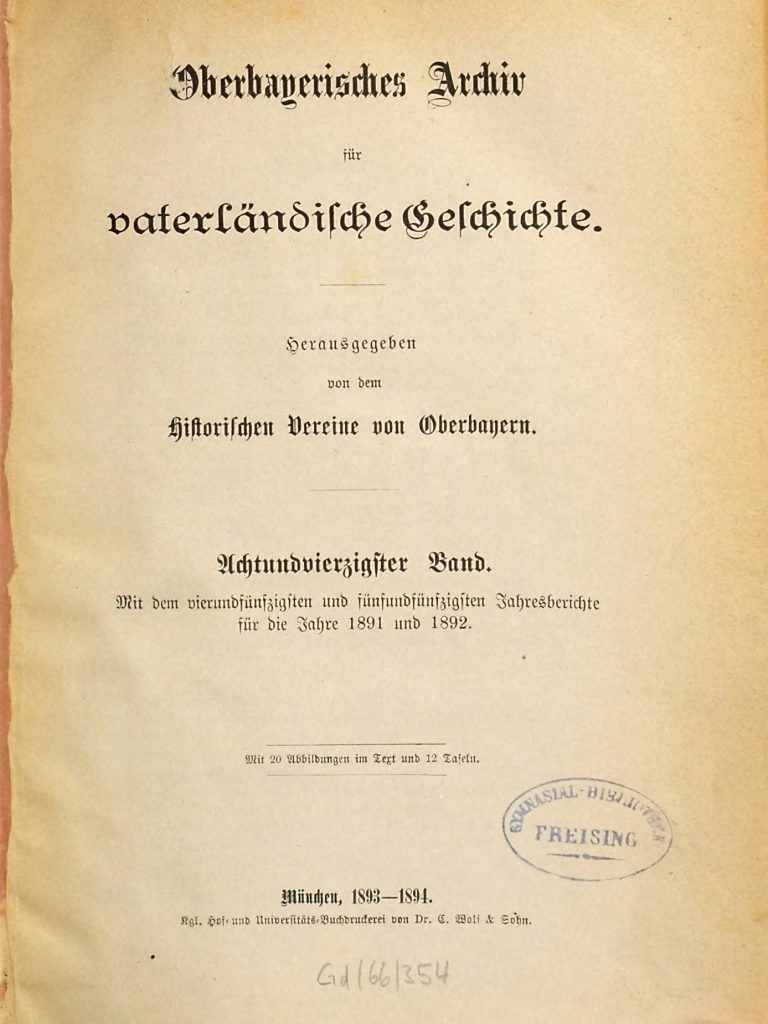 Oberbayerisches Archiv
für
vaterländische Geschichte.
Herausgegeben
von dem
Historischen Vereine von Oberbayern.
Achtundvierzigster Band.
Mit dem vierundfünfzigsten und fünfundfünfzigsten Jahresberichte
für die Jahre 1891 und 1892.
Mit 20 Abbildungen im Text und 12 Tafeln.
GYMNASIAL-BIBLIOTHEK
FREISING
München, 1893—1894.
Kgl. Hof- und Universitäts-Buchdruckerei von Dr. C. Wolf & Sohn.
Gd/66/354